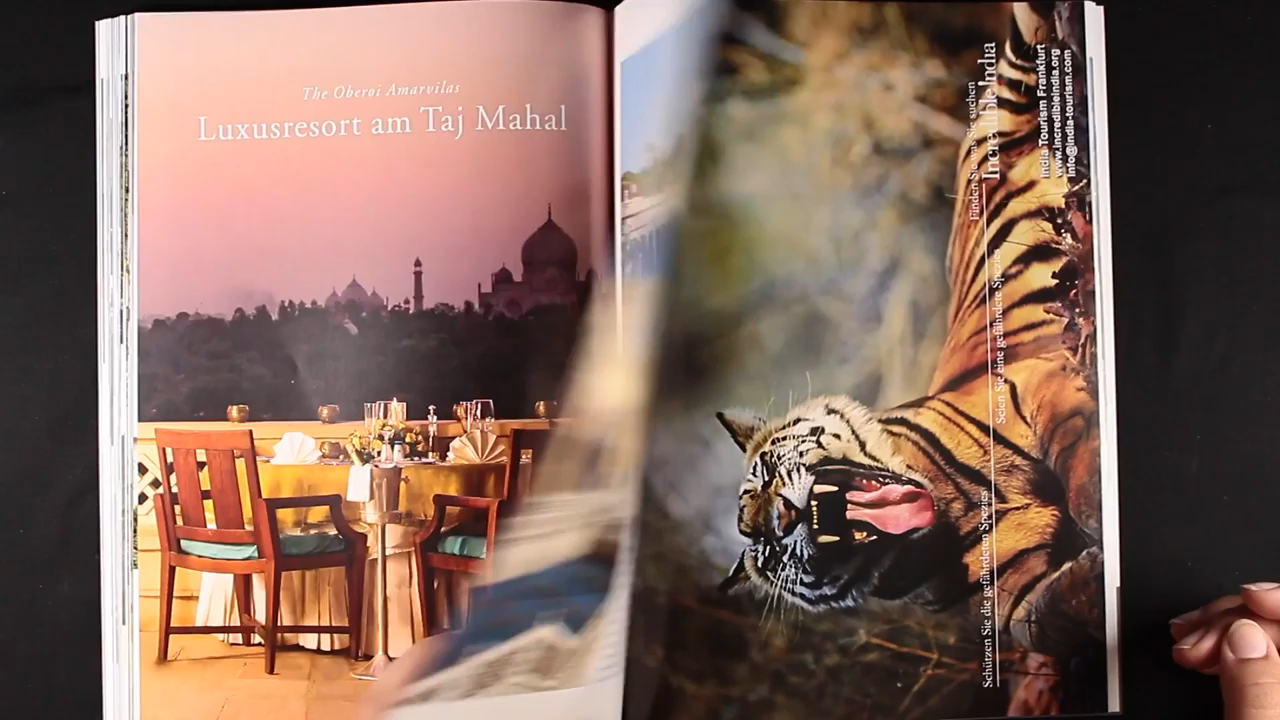 The Oberoi Amarvilas
Luxusresort am Taj Mahal
Schützen Sie die gefährdeten Spezies
Seien Sie eine gefährdete Spezies
Finden Sie was Sie suchen
Incredible India
India Tourism Frankfurt
www.incredibleindia.org
info@india-tourism.com